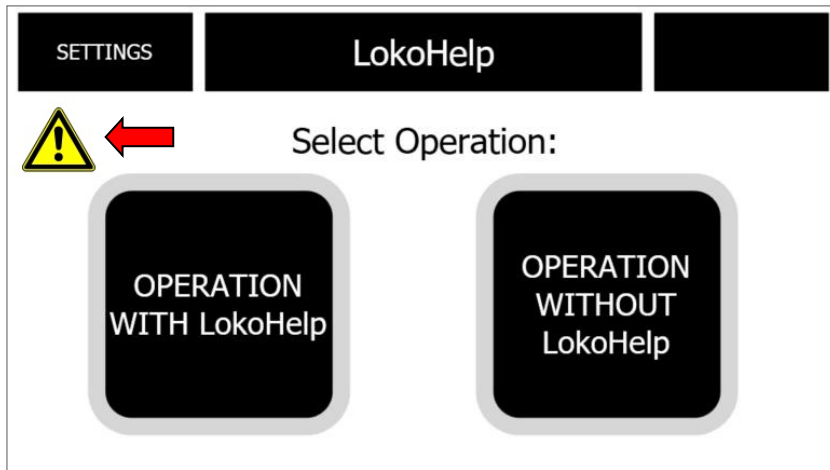 SETTINGS
LokoHelp
Select Operation:
OPERATION
WITH LokoHelp
OPERATION
WITHOUT
LokoHelp